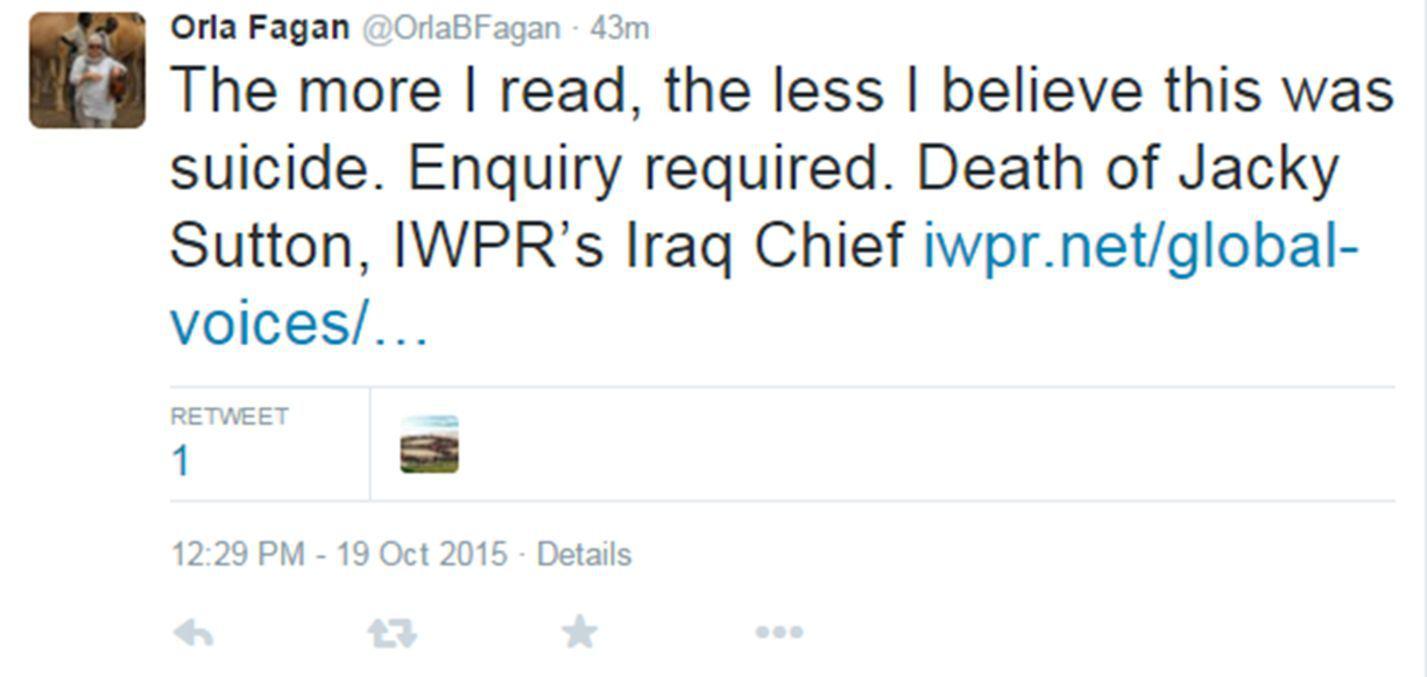 Orla Fagan @OrlaBFagan · 43m
The more I read, the less I believe this was
suicide. Enquiry required. Death of Jacky
Sutton, IWPR’s Iraq Chief iwpr.net/global-
voices/…
RETWEET
1
12:29 PM - 19 Oct 2015 · Details